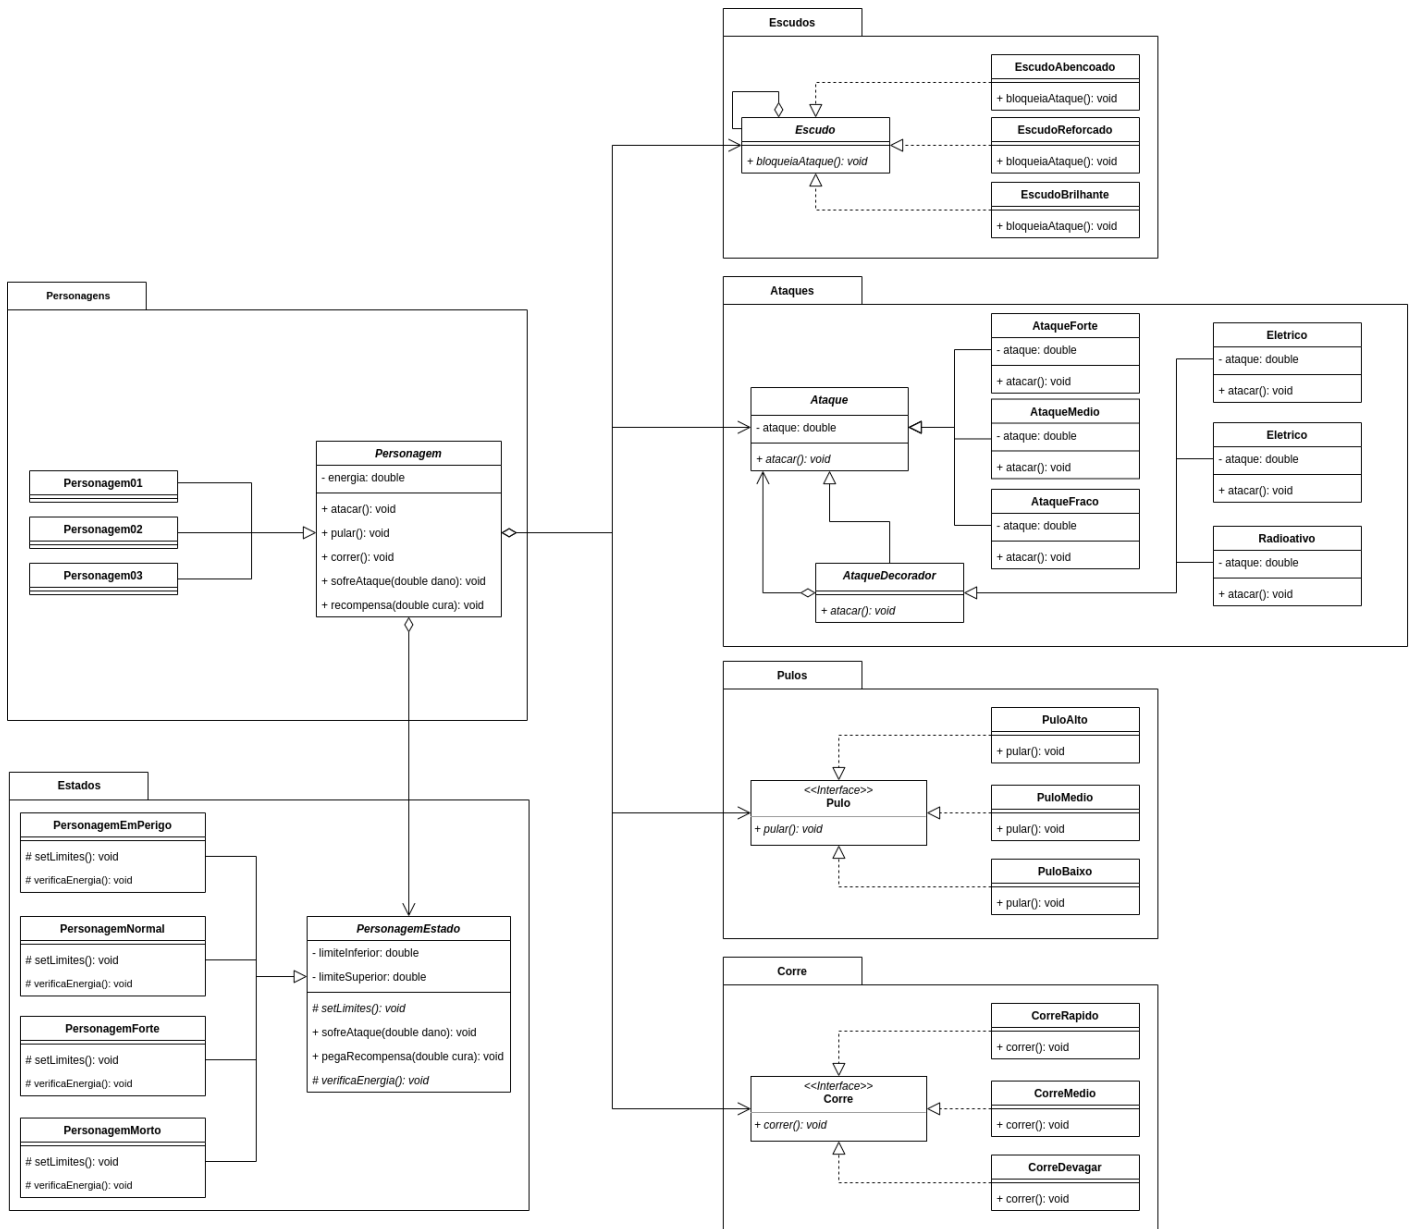 Escudos
EscudoAbencoado
+ bloqueiaAtaque(): void
Escudo
+ bloqueiaAtaque(): void
EscudoReforcado
+ bloqueiaAtaque(): void
EscudoBrilhante
+ bloqueiaAtaque(): void
Personagens
Personagem01
Personagem02
Personagem03
Personagem
- energia: double
+ atacar(): void
+ pular(): void
+ correr(): void
+ sofreAtaque(double dano): void
+ recompensa(double cura): void
Ataques
Ataque
- ataque: double
+ atacar(): void
AtaqueForte
- ataque: double
+ atacar(): void
AtaqueMedio
- ataque: double
+ atacar(): void
AtaqueFraco
- ataque: double
+ atacar(): void
AtaqueDecorador
+ atacar(): void
Eletrico
- ataque: double
+ atacar(): void
Eletrico
- ataque: double
+ atacar(): void
Radioativo
- ataque: double
+ atacar(): void
Pulos
PuloAlto
+ pular(): void
<<Interface>>
Pulo
+ pular(): void
PuloMedio
+ pular(): void
PuloBaixo
+ pular(): void
Estados
PersonagemEmPerigo
# setLimites(): void
# verificaEnergia(): void
PersonagemNormal
# setLimites(): void
# verificaEnergia(): void
PersonagemForte
# setLimites(): void
# verificaEnergia(): void
PersonagemMorto
# setLimites(): void
# verificaEnergia(): void
PersonagemEstado
- limiteInferior: double
- limiteSuperior: double
# setLimites(): void
+ sofreAtaque(double dano): void
+ pegaRecompensa(double cura): void
# verificaEnergia(): void
Corre
CorreRapido
+ correr(): void
<<Interface>>
Corre
+ correr(): void
CorreMedio
+ correr(): void
CorreDevagar
+ correr(): void